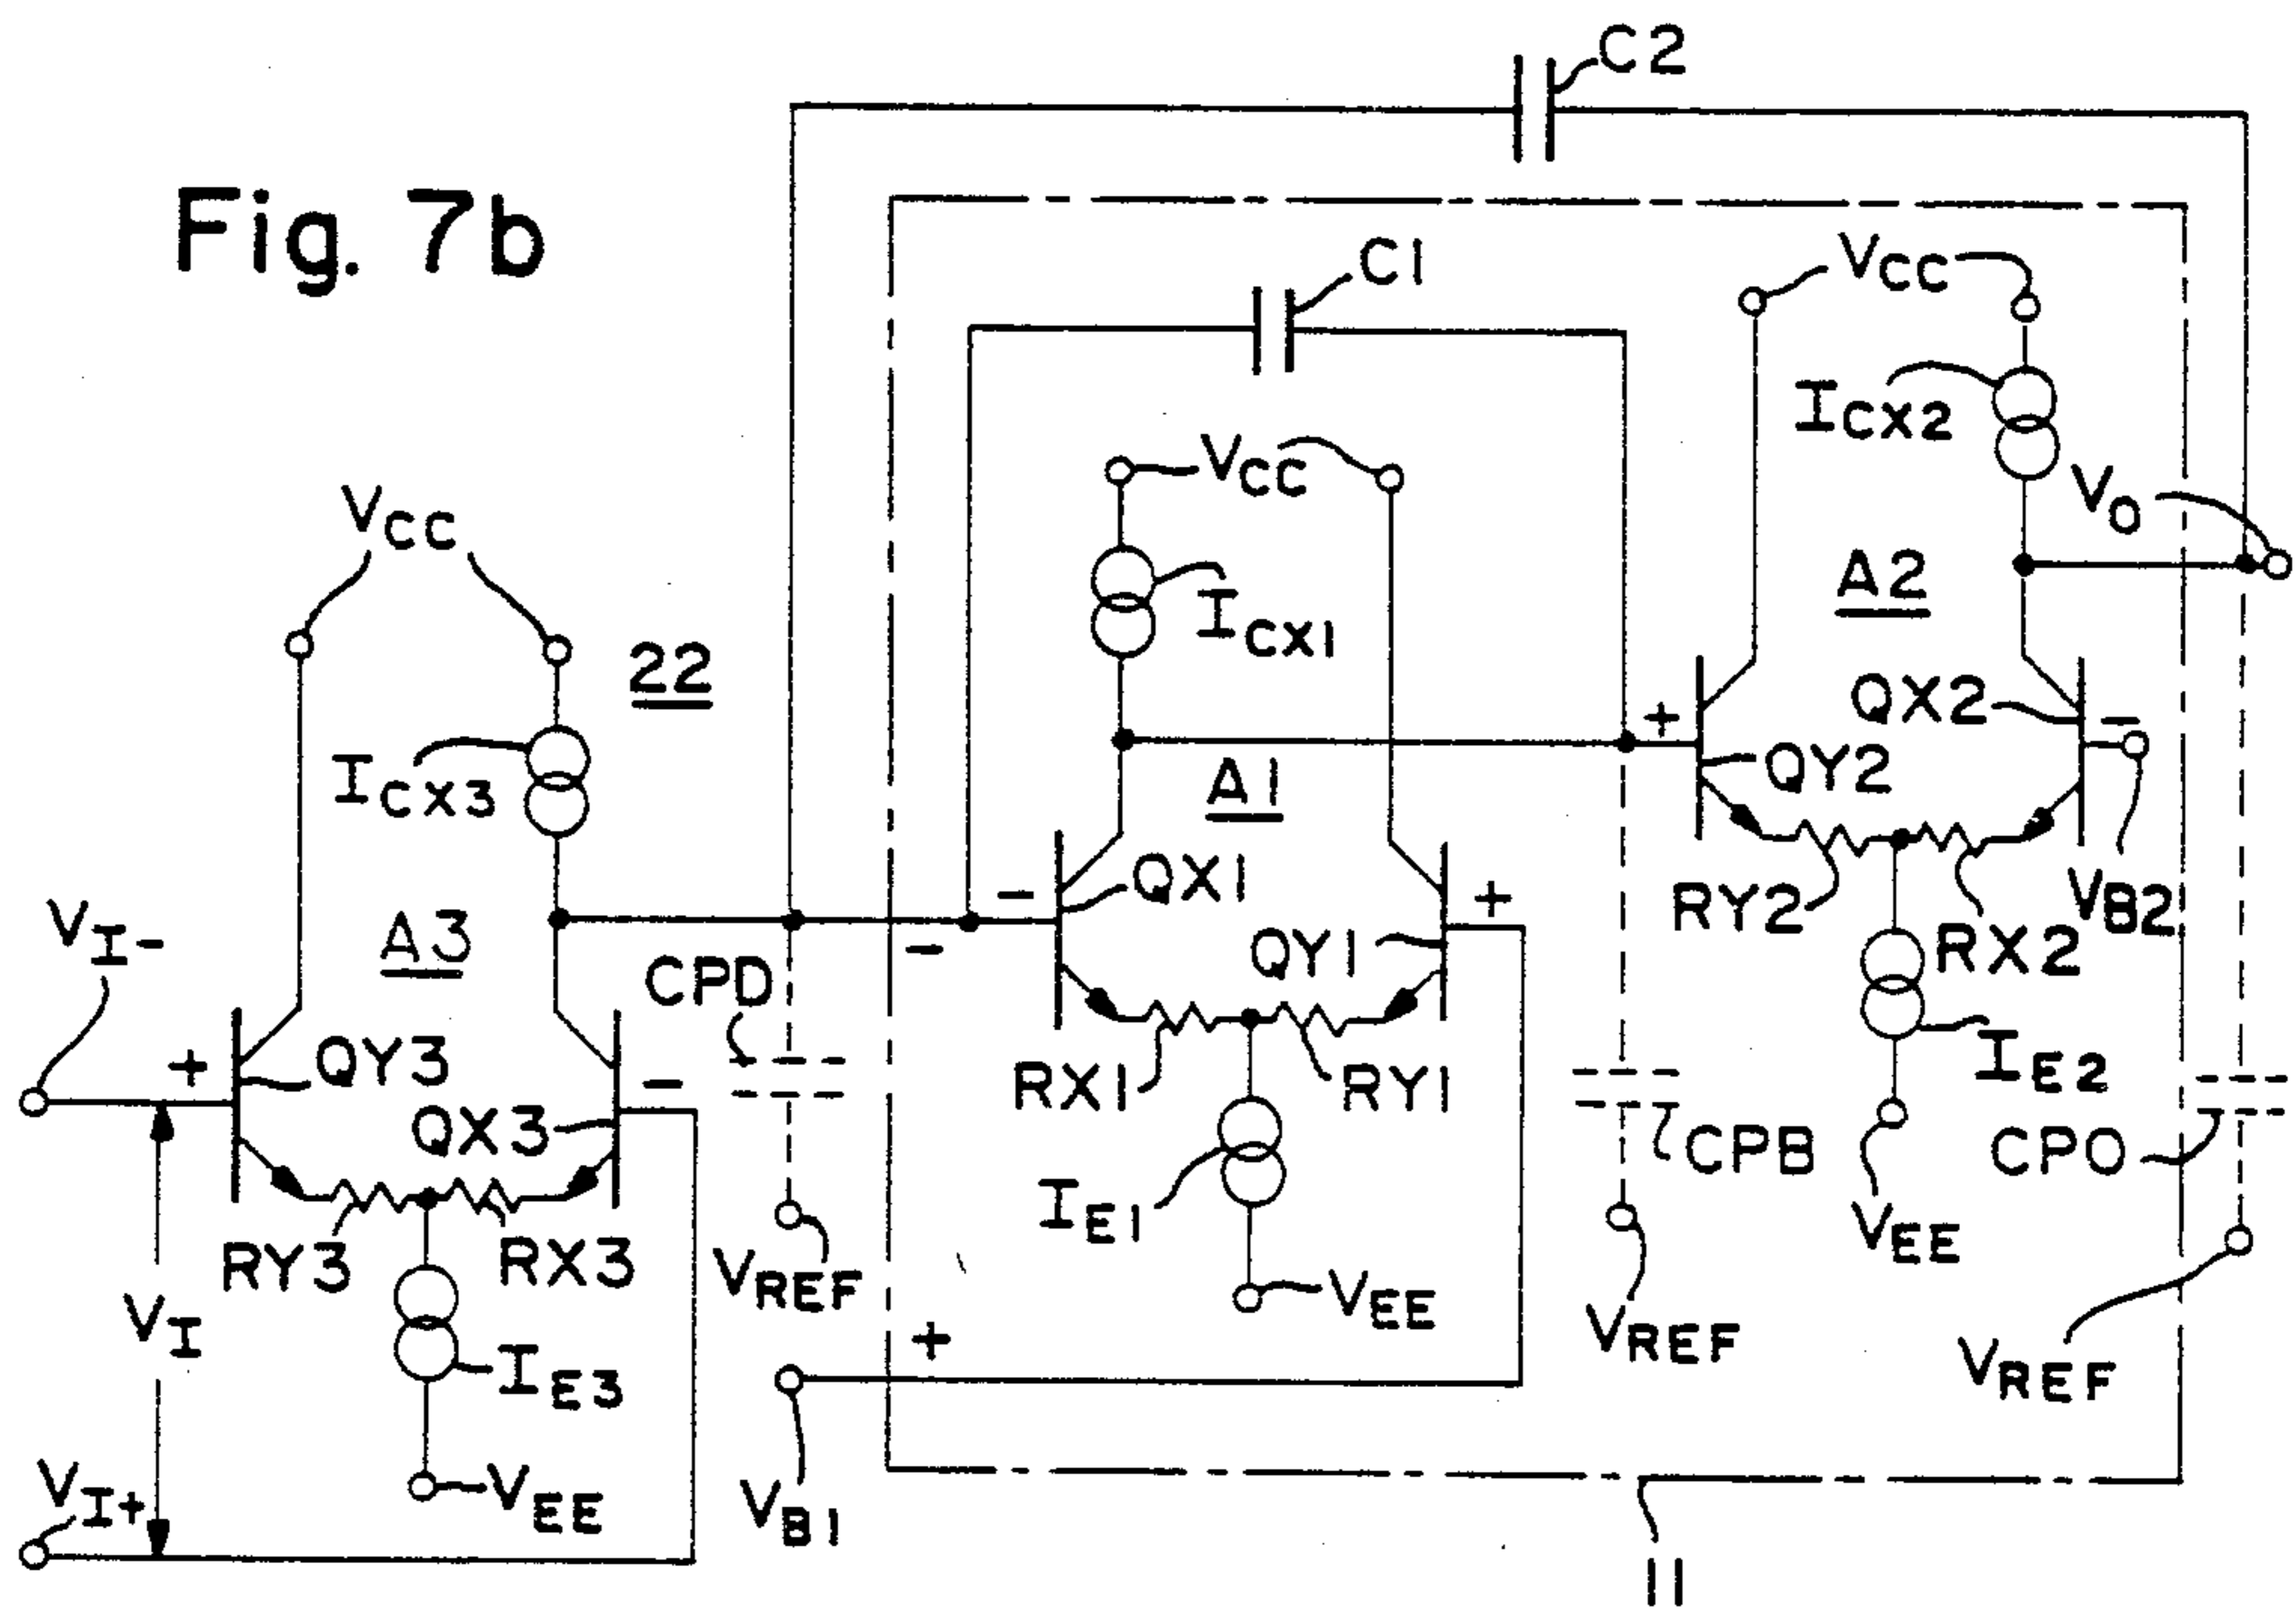 C2
Fig. 7b
C1
VCC
ICX2
VCC
VO
VCC
A2
ICX1
22
QX2
+
−
ICX3
QY2
A1
QX1
−
+
RY2
VB2
VI-
A3
−
QY1
RX2
CPD
QY3
+
−
RX1
RY1
IE2
QX3
CPB
CPO
IE1
VEE
RY3
RX3
VREF
VEE
VI
+
VREF
IE3
VREF
VI+
VEE
VB1
11